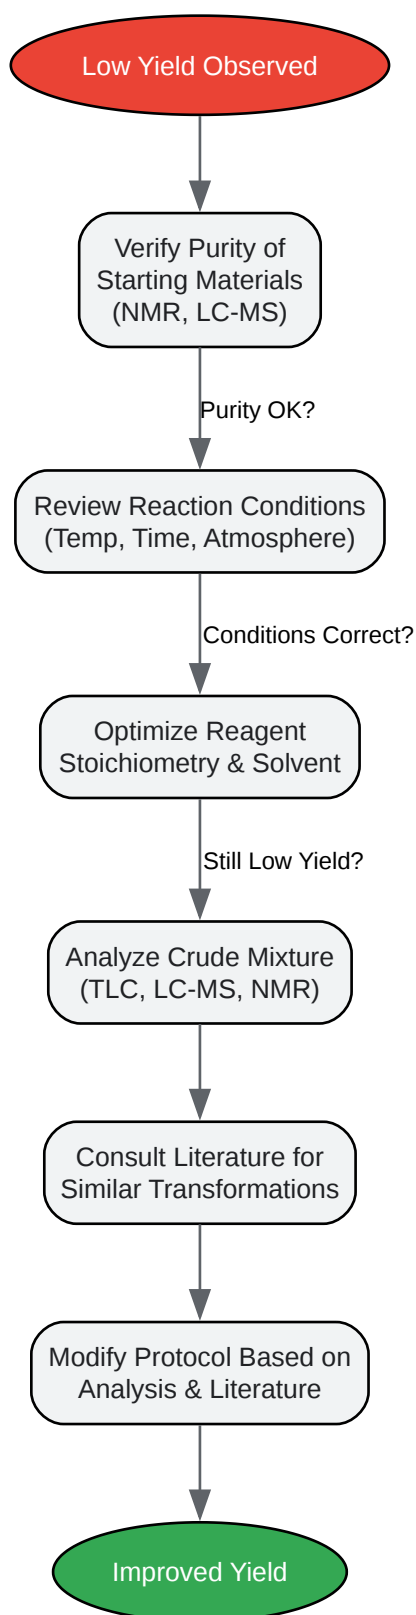 Low Yield Observed
Verify Purity of
Starting Materials
(NMR, LC-MS)
Purity OK?
Review Reaction Conditions
(Temp, Time, Atmosphere)
Conditions Correct?
Optimize Reagent
Stoichiometry & Solvent
Still Low Yield?
Analyze Crude Mixture
(TLC, LC-MS, NMR)
Consult Literature for
Similar Transformations
Modify Protocol Based on
Analysis & Literature
Improved Yield